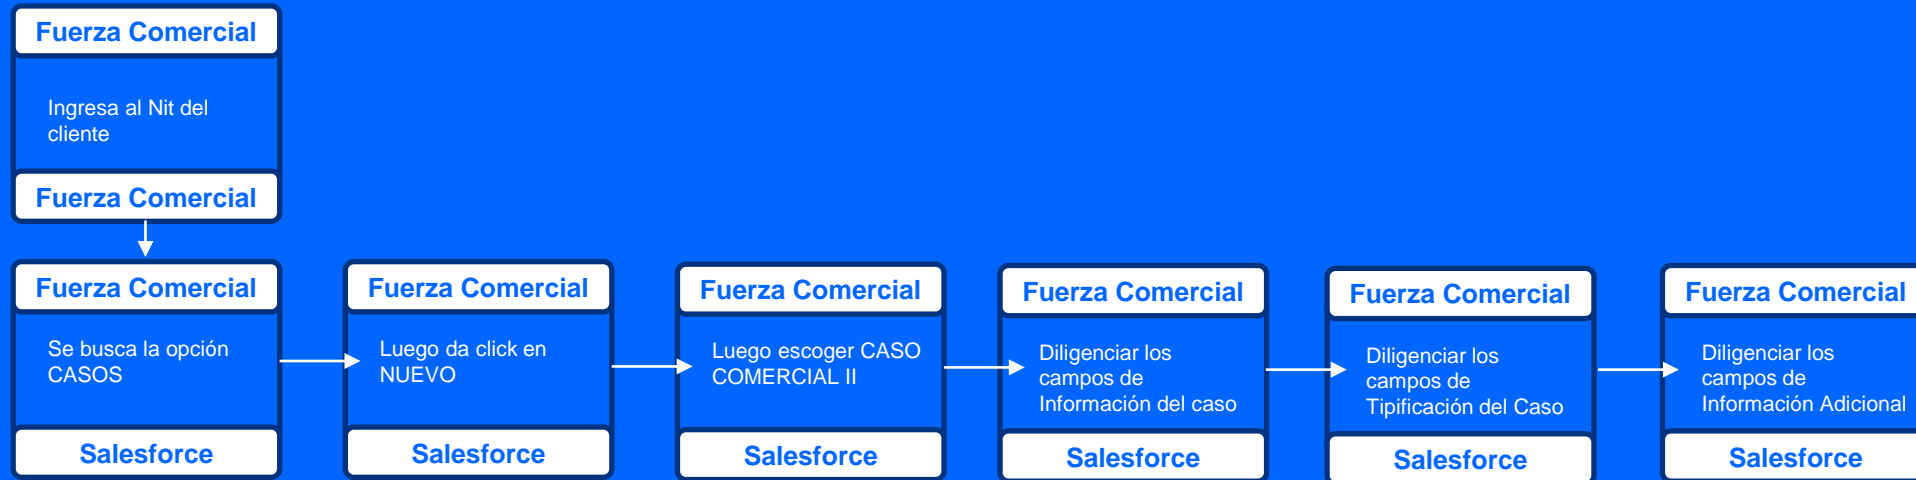 Fuerza Comercial
Ingresa al Nit del
cliente
Fuerza Comercial
Fuerza Comercial
Se busca la opción
CASOS
Salesforce
Fuerza Comercial
Luego da click en
NUEVO
Salesforce
Fuerza Comercial
Luego escoger CASO
COMERCIAL II
Salesforce
Fuerza Comercial
Diligenciar los
campos de
Información del caso
Salesforce
Fuerza Comercial
Diligenciar los
campos de
Tipificación del Caso
Salesforce
Fuerza Comercial
Diligenciar los
campos de
Información Adicional
Salesforce